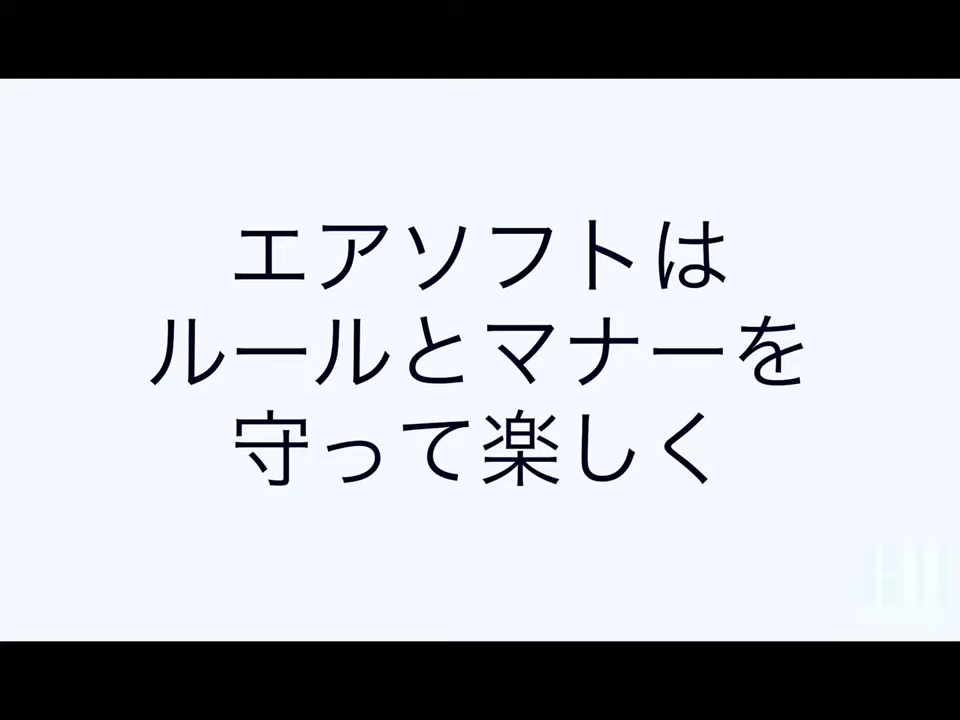 エアソフトは
ルールとマナーを
守って楽しく